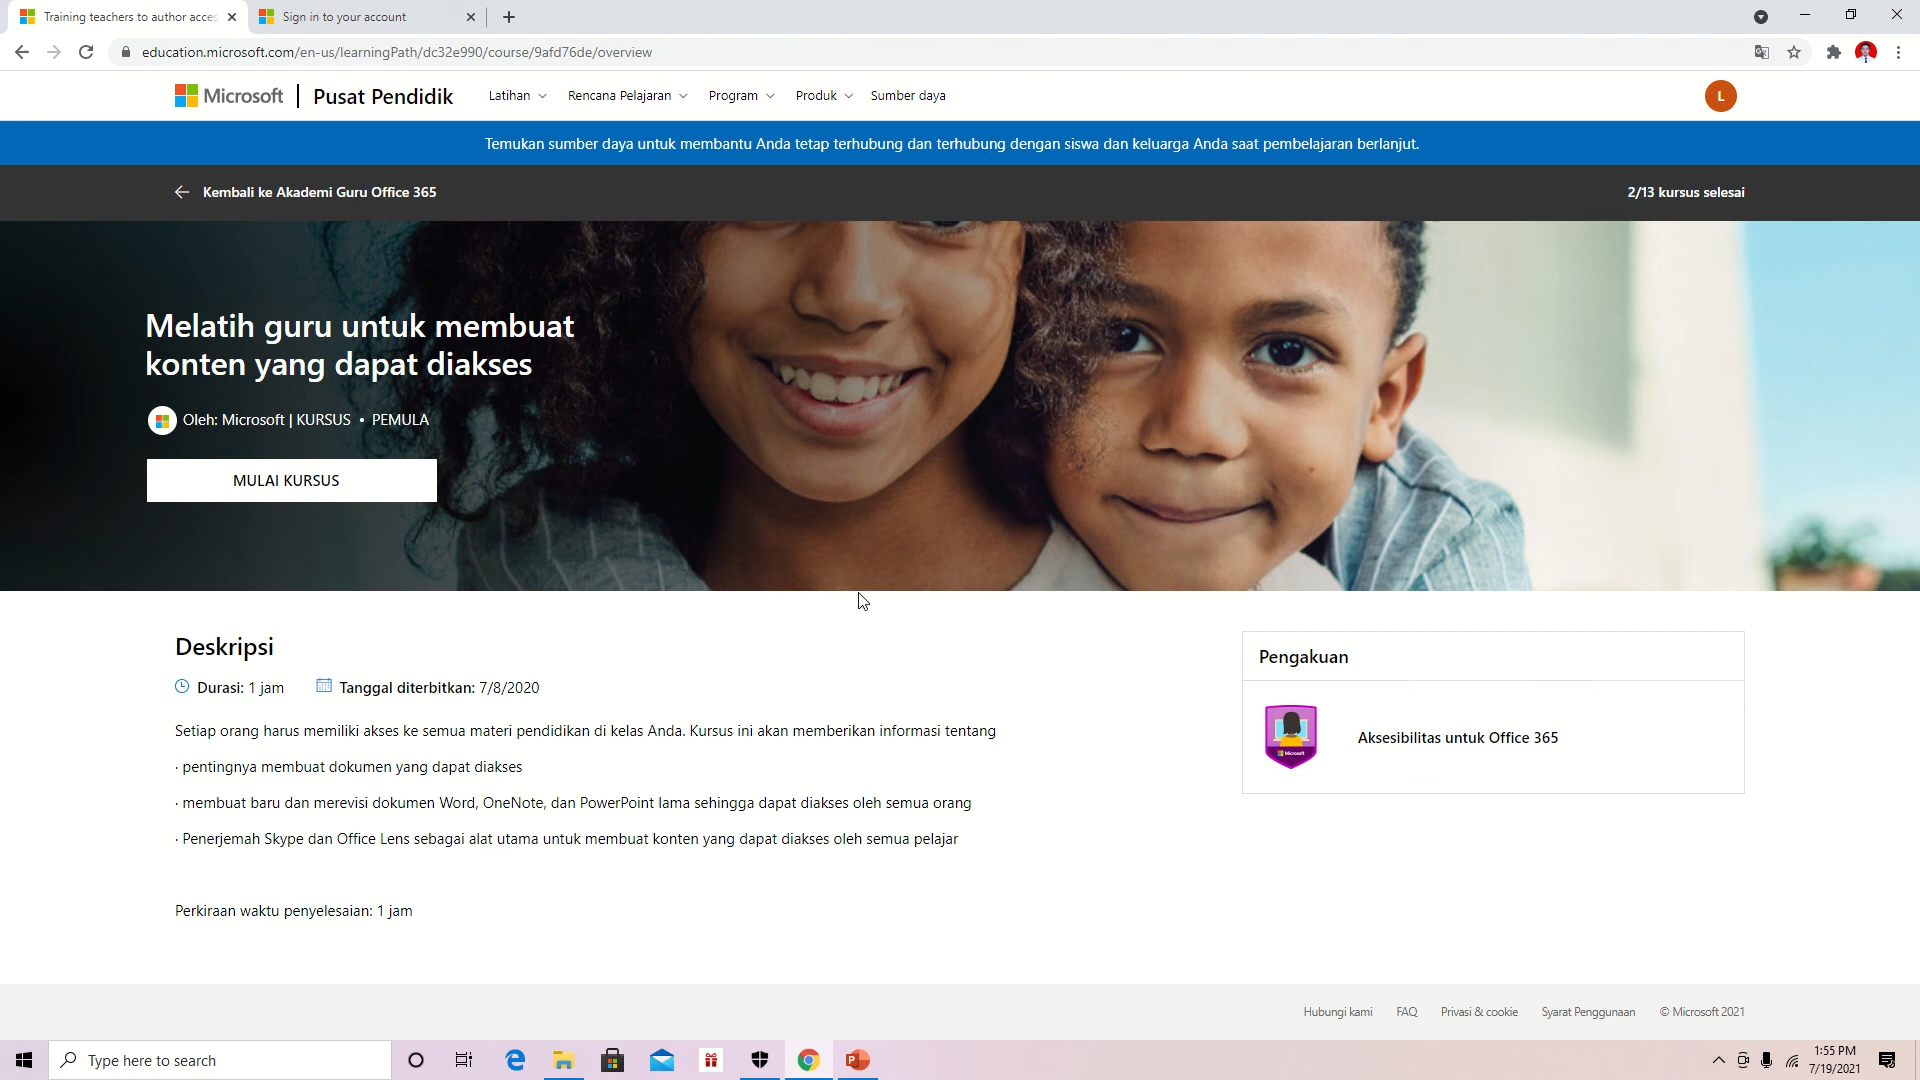 Training teachers to author acces
Sign in to your account
education.microsoft.com/en-us/learningPath/dc32e990/course/9afd76de/overview
Microsoft
Pusat Pendidik
Latihan
Rencana Pelajaran
Program
Produk
Sumber daya
L
Temukan sumber daya untuk membantu Anda tetap terhubung dan terhubung dengan siswa dan keluarga Anda saat pembelajaran berlanjut.
Kembali ke Akademi Guru Office 365
2/13 kursus selesai
Melatih guru untuk membuat
konten yang dapat diakses
Oleh: Microsoft | KURSUS • PEMULA
MULAI KURSUS
Deskripsi
Durasi: 1 jam
Tanggal diterbitkan: 7/8/2020
Setiap orang harus memiliki akses ke semua materi pendidikan di kelas Anda. Kursus ini akan memberikan informasi tentang
· pentingnya membuat dokumen yang dapat diakses
· membuat baru dan merevisi dokumen Word, OneNote, dan PowerPoint lama sehingga dapat diakses oleh semua orang
· Penerjemah Skype dan Office Lens sebagai alat utama untuk membuat konten yang dapat diakses oleh semua pelajar
Perkiraan waktu penyelesaian: 1 jam
Pengakuan
Microsoft
Aksesibilitas untuk Office 365
Hubungi kami
FAQ
Privasi & cookie
Syarat Penggunaan
© Microsoft 2021
Type here to search
1:55 PM
7/19/2021